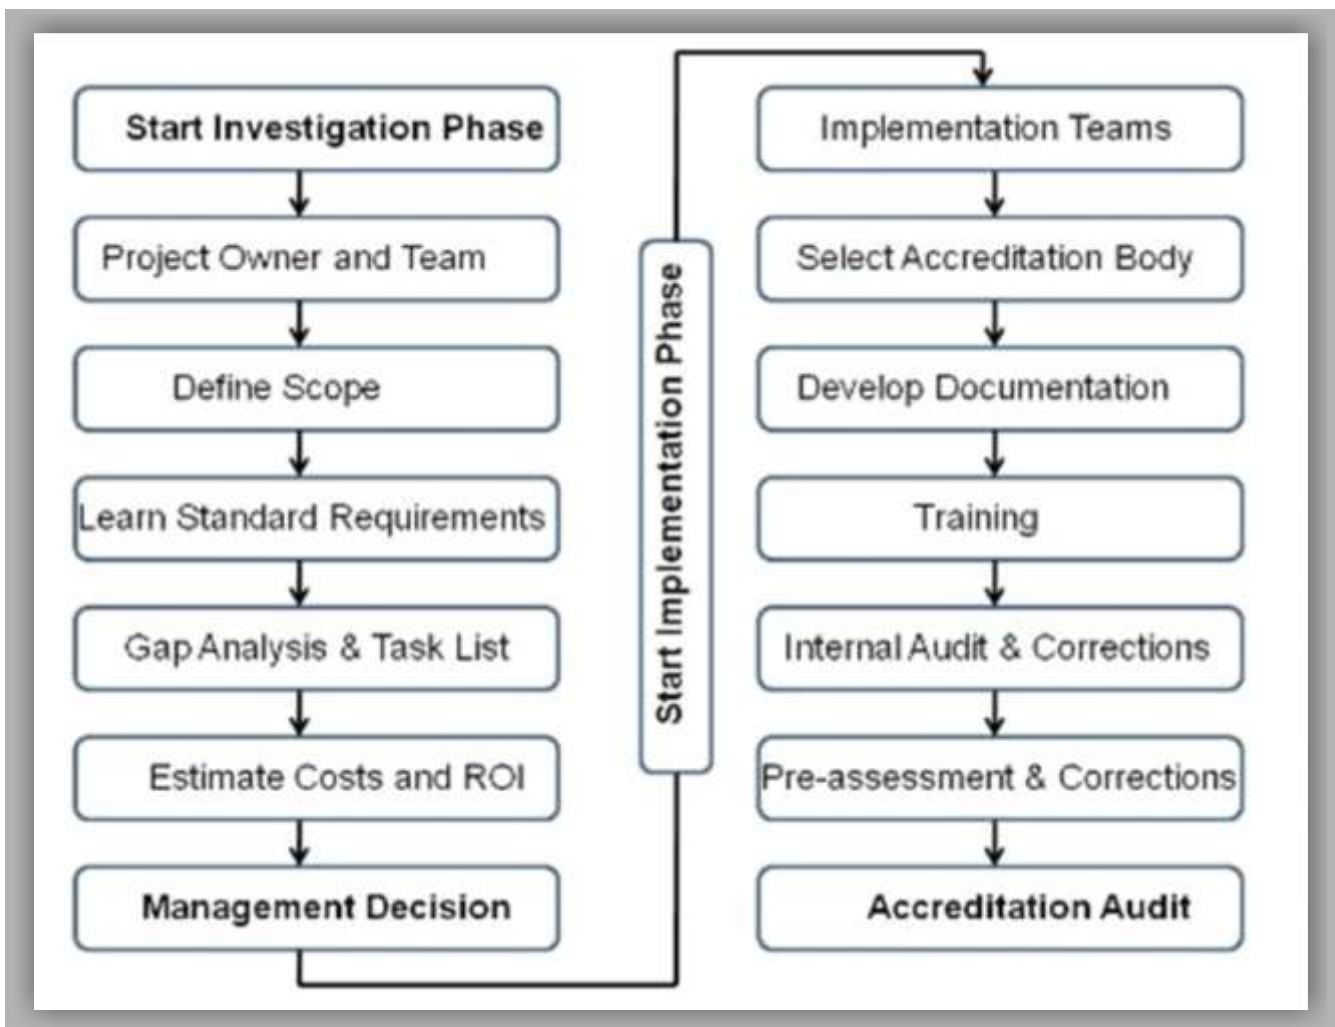 Start Investigation Phase
Project Owner and Team
Define Scope
Learn Standard Requirements
Gap Analysis & Task List
Estimate Costs and ROI
Management Decision
Start Implementation Phase
Implementation Teams
Select Accreditation Body
Develop Documentation
Training
Internal Audit & Corrections
Pre-assessment & Corrections
Accreditation Audit